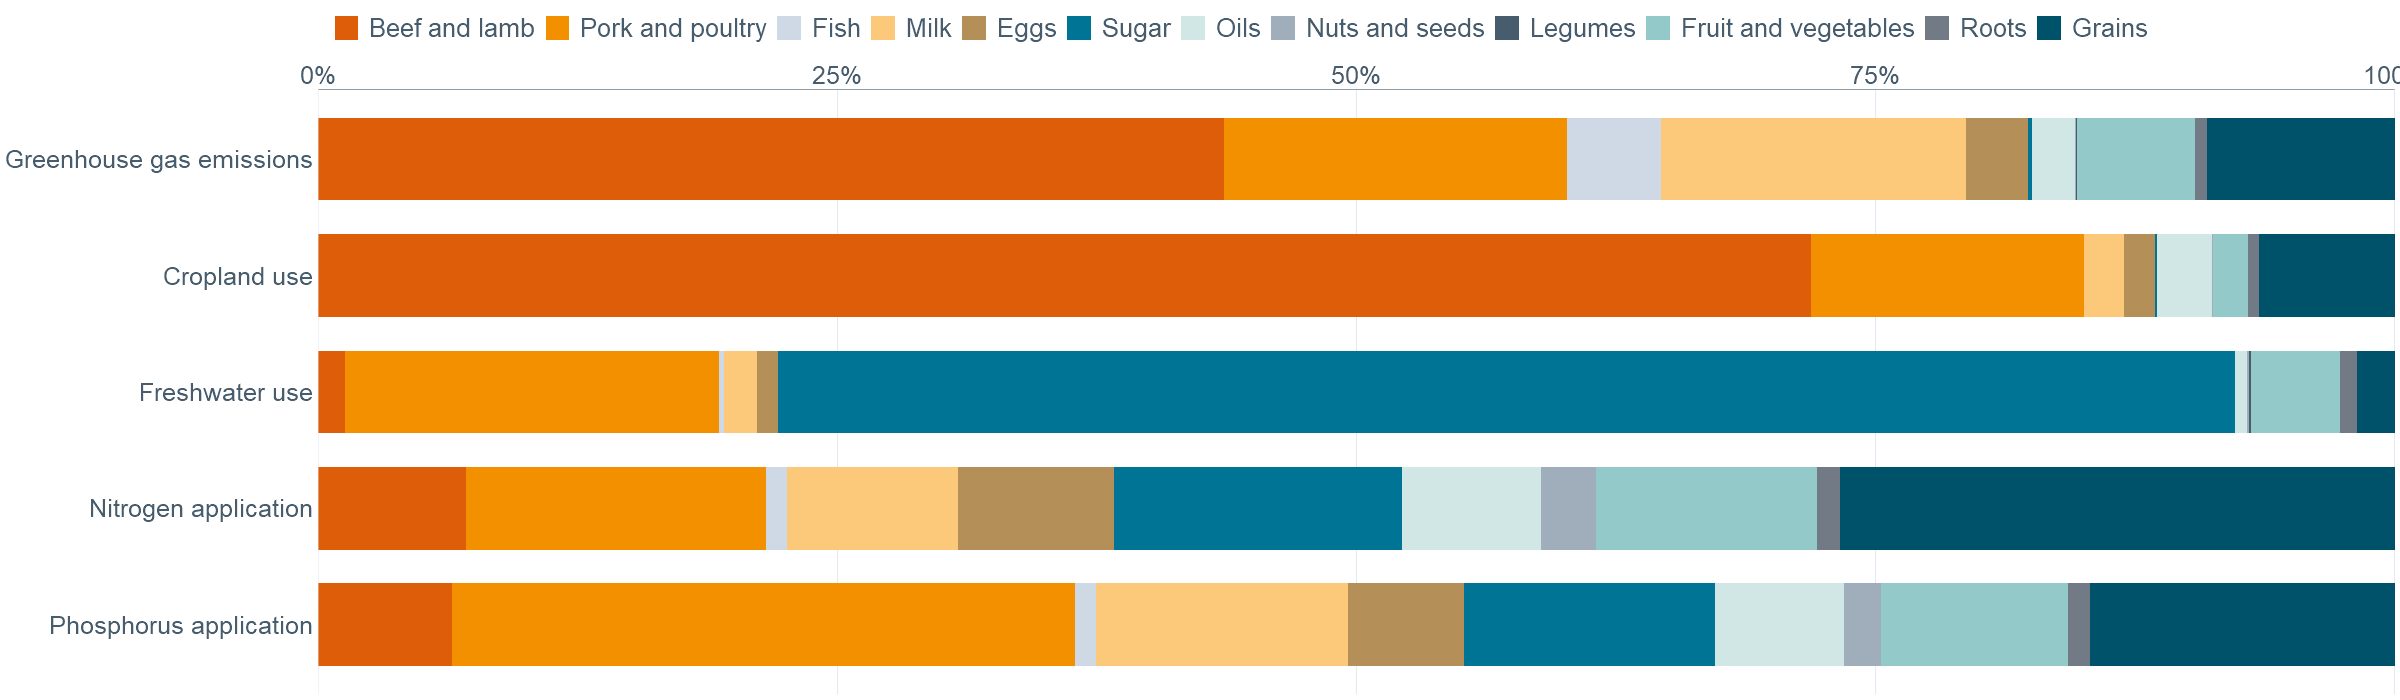 Beef and lamb Pork and poultry Fish Milk Eggs Sugar Oils Nuts and seeds Legumes Fruit and vegetables Roots Grains
0% 25% 50% 75% 100
Greenhouse gas emissions
Cropland use
Freshwater use
Nitrogen application
Phosphorus application